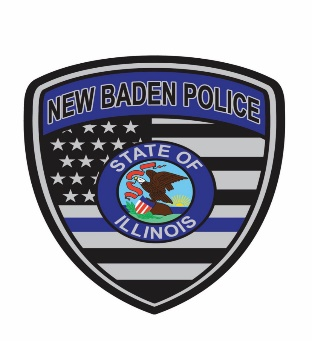 NEW BADEN POLICE
STATE OF
ILLINOIS